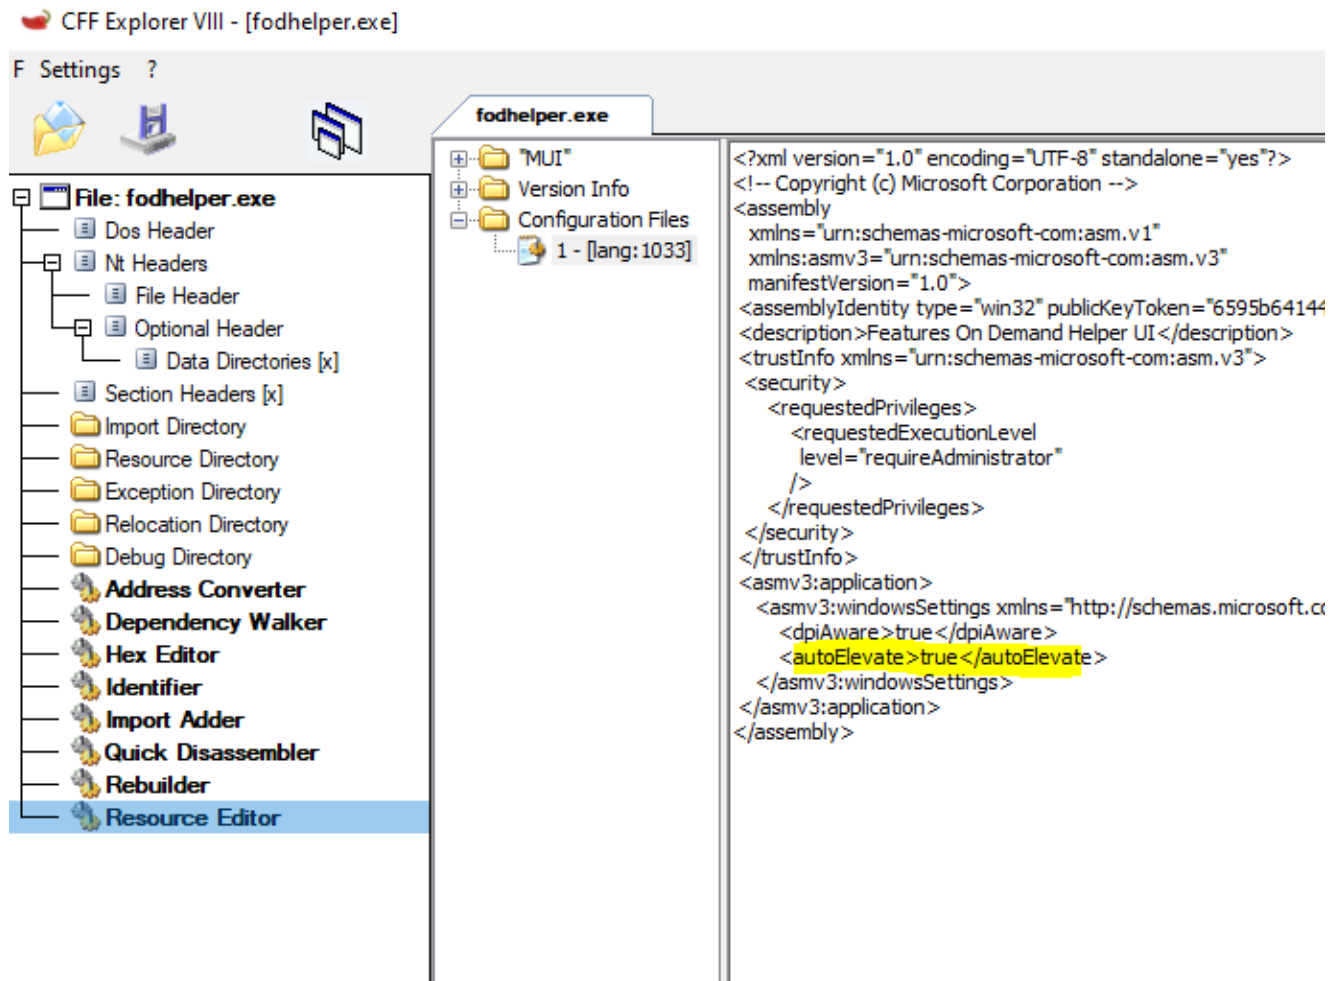 CFF Explorer VIII - [fodhelper.exe]
F Settings ?
fodhelper.exe
File: fodhelper.exe
Dos Header
Nt Headers
File Header
Optional Header
Data Directories [x]
Section Headers [x]
Import Directory
Resource Directory
Exception Directory
Relocation Directory
Debug Directory
Address Converter
Dependency Walker
Hex Editor
Identifier
Import Adder
Quick Disassembler
Rebuilder
Resource Editor
"MUI"
Version Info
Configuration Files
1 - [lang:1033]
<?xml version="1.0" encoding="UTF-8" standalone="yes"?>
<!-- Copyright (c) Microsoft Corporation -->
<assembly
xmlns="urn:schemas-microsoft-com:asm.v1"
xmlns:asmv3="urn:schemas-microsoft-com:asm.v3"
manifestVersion="1.0">
<assemblyIdentity type="win32" publicKeyToken="6595b64144
<description>Features On Demand Helper UI</description>
<trustInfo xmlns="urn:schemas-microsoft-com:asm.v3">
<security>
<requestedPrivileges>
<requestedExecutionLevel
level="requireAdministrator"
/>
</requestedPrivileges>
</security>
</trustInfo>
<asmv3:application>
<asmv3:windowsSettings xmlns="http://schemas.microsoft.co
<dpiAware>true</dpiAware>
<autoElevate>true</autoElevate>
</asmv3:windowsSettings>
</asmv3:application>
</assembly>